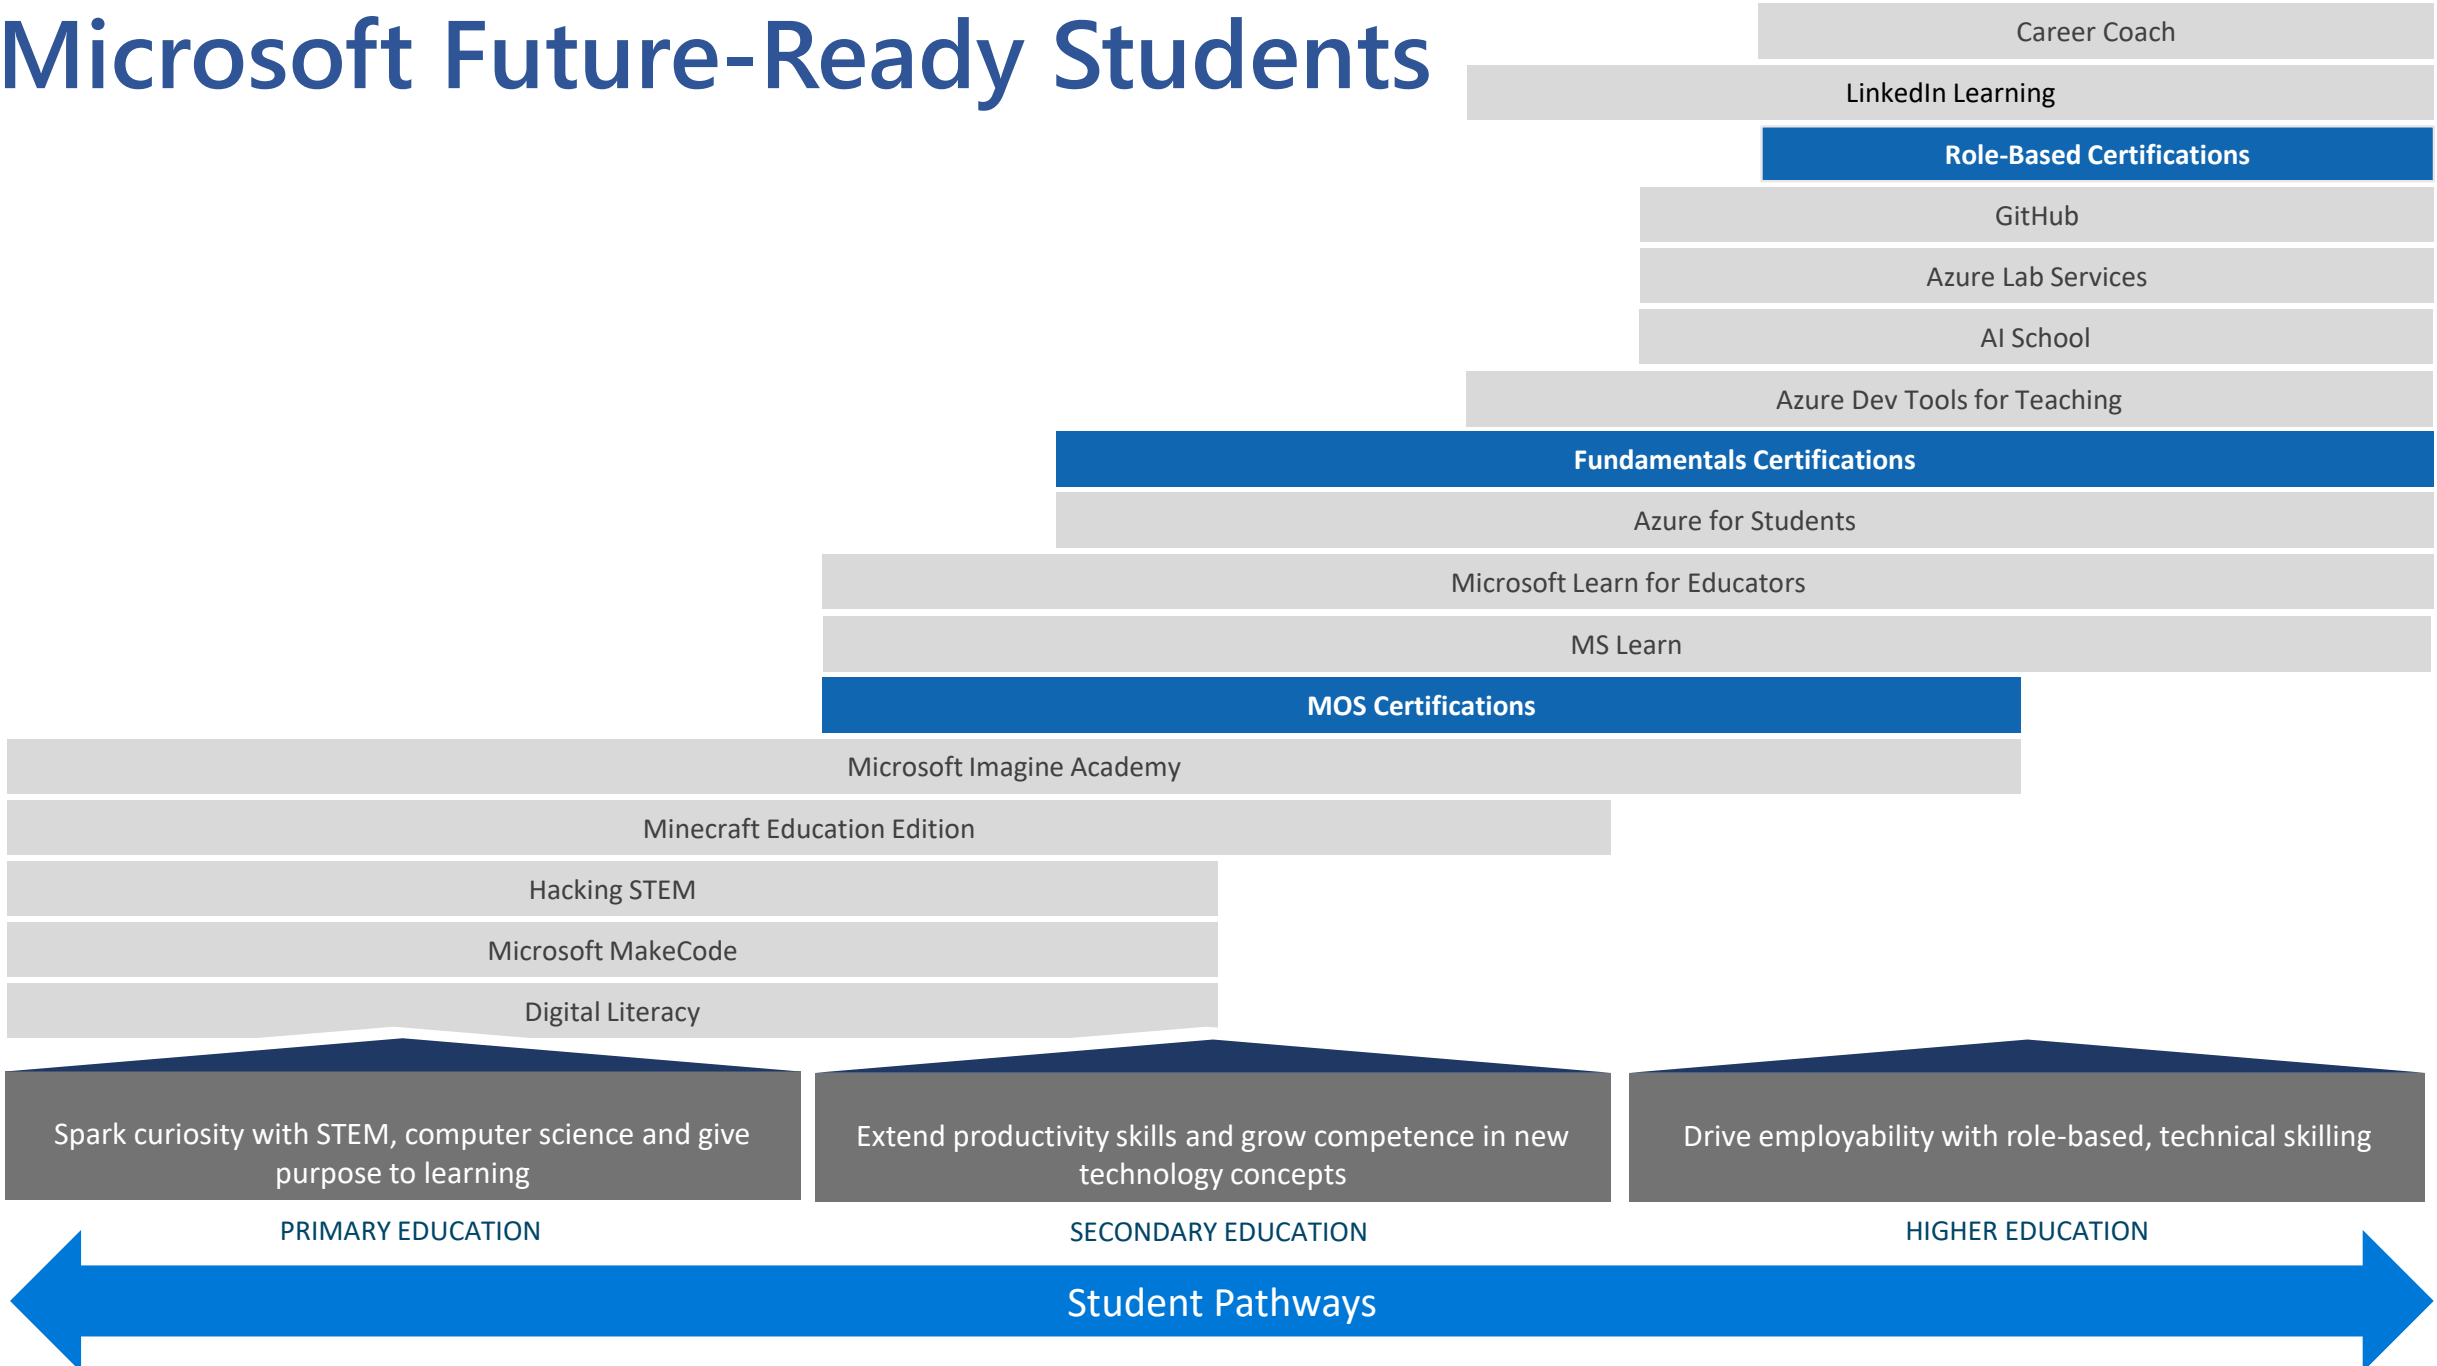 Microsoft Future-Ready Students
Career Coach
LinkedIn Learning
Role-Based Certifications
GitHub
Azure Lab Services
AI School
Azure Dev Tools for Teaching
Fundamentals Certifications
Azure for Students
Microsoft Learn for Educators
MS Learn
MOS Certifications
Microsoft Imagine Academy
Minecraft Education Edition
Hacking STEM
Microsoft MakeCode
Digital Literacy
Spark curiosity with STEM, computer science and give
purpose to learning
Extend productivity skills and grow competence in new
technology concepts
Drive employability with role-based, technical skilling
PRIMARY EDUCATION
SECONDARY EDUCATION
HIGHER EDUCATION
Student Pathways